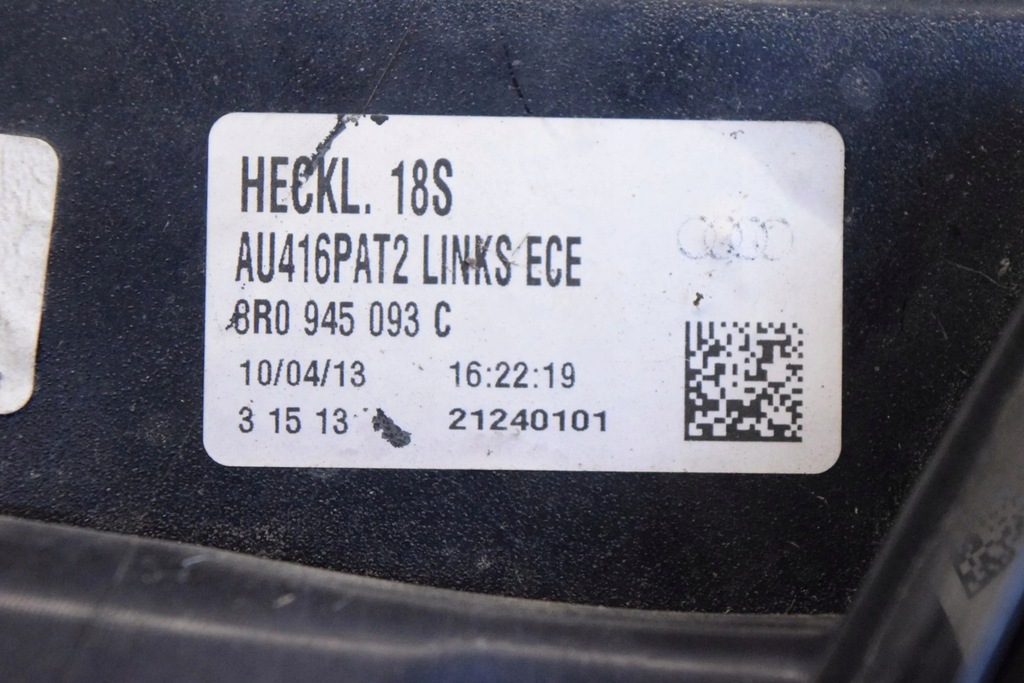 HECKL. 18S
AU416PAT2 LINKS ECE
8R0 945 093 C
10/04/13 16:22:19
3 15 13 21240101